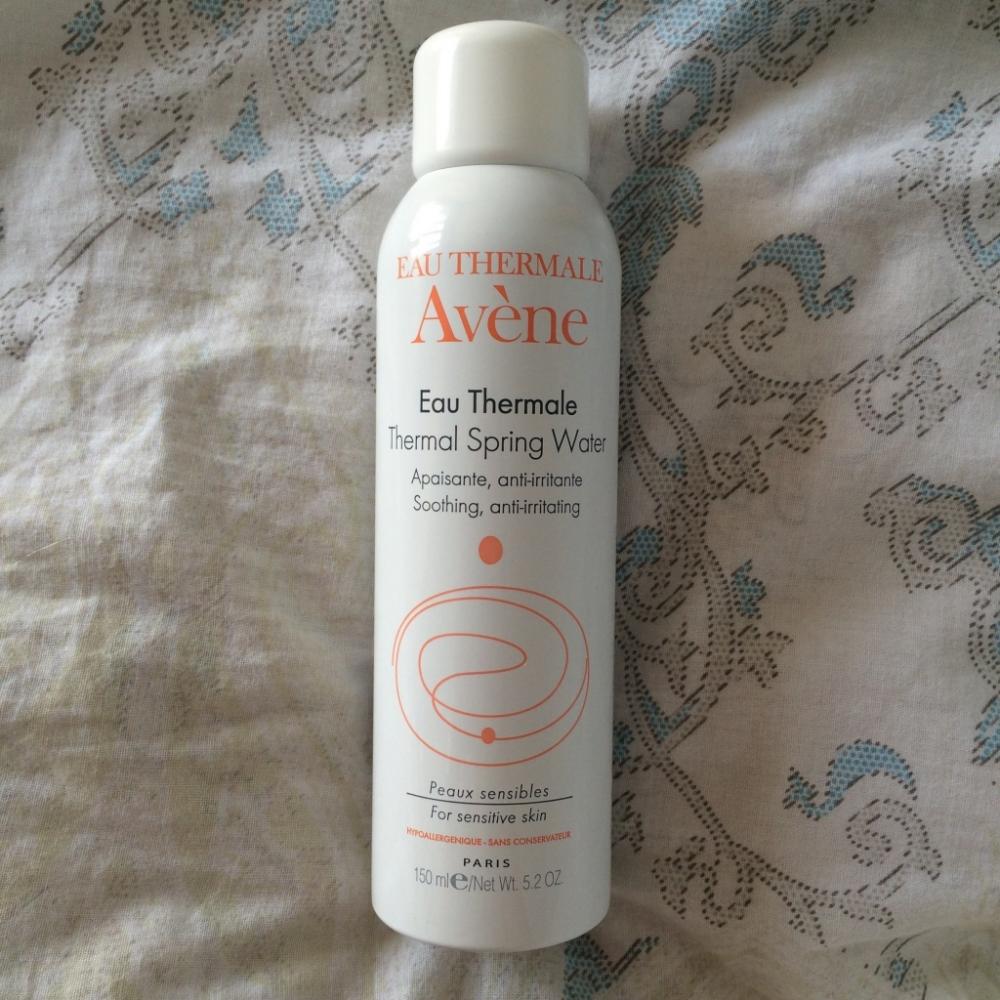 EAU THERMALE
Avène
Eau Thermale
Thermal Spring Water
Apaisante, anti-irritante
Soothing, anti-irritating
Peaux sensibles
For sensitive skin
HYPOALLERGENIQUE - SANS CONSERVATEUR
PARIS
150 ml e/Net Wt. 5.2 OZ